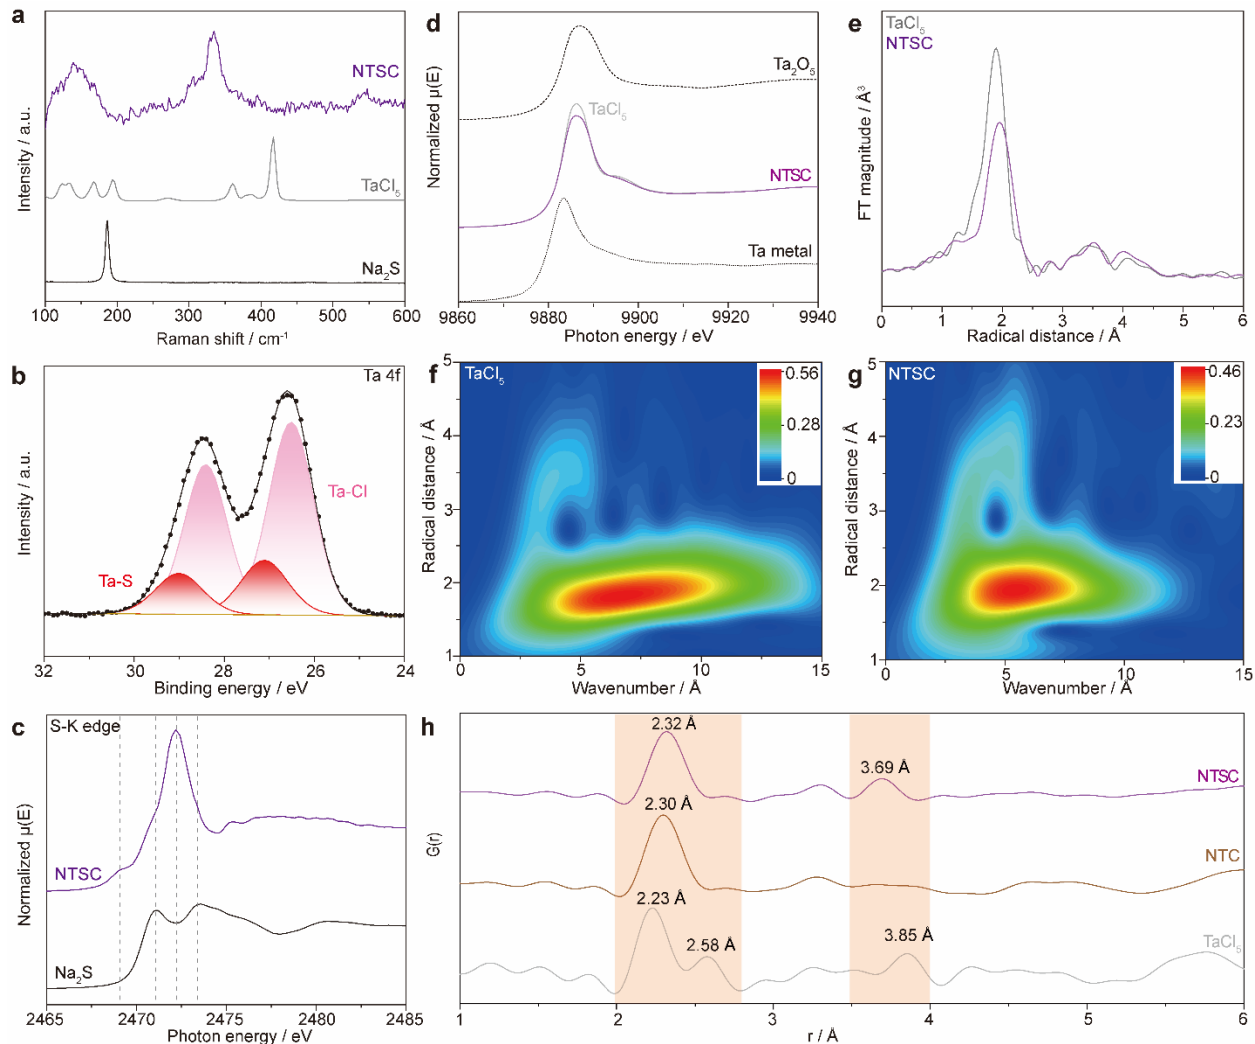 a
NTSC
TaCl₅
Na₂S
Intensity / a.u.
100 200 300 400 500 600
Raman shift / cm⁻¹
d
Ta₂O₅
TaCl₅
NTSC
Ta metal
Normalized μ(E)
9860 9880 9900 9920 9940
Photon energy / eV
e
TaCl₅
NTSC
FT magnitude / Å³
0 1 2 3 4 5 6
Radical distance / Å
b
Ta 4f
Ta-Cl
Ta-S
Intensity / a.u.
32 30 28 26 24
Binding energy / eV
f
TaCl₅
0.56
0.28
0
Radical distance / Å
5
4
3
2
1
0 5 10 15
Wavenumber / Å
g
NTSC
0.46
0.23
0
Radical distance / Å
5
4
3
2
1
0 5 10 15
Wavenumber / Å
c
S-K edge
NTSC
Na₂S
Normalized μ(E)
2465 2470 2475 2480 2485
Photon energy / eV
h
2.32 Å
3.69 Å
NTSC
2.30 Å
NTC
2.23 Å
2.58 Å
3.85 Å
TaCl₅
G(r)
1 2 3 4 5 6
r / Å